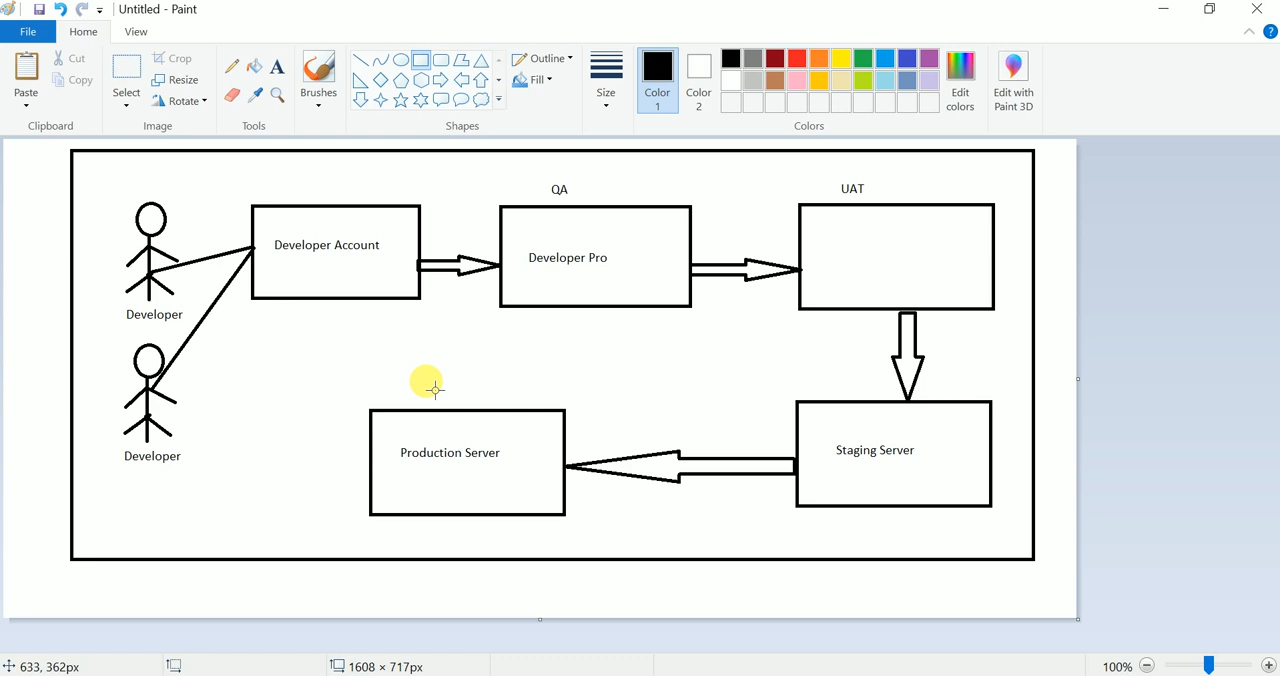 Untitled - Paint
File
Home
View
Paste
Cut
Copy
Clipboard
Select
Crop
Resize
Rotate
Image
A
Tools
Brushes
Outline
Fill
Shapes
Size
Color
1
Color
2
Edit
colors
Colors
Edit with
Paint 3D
?
QA
UAT
Developer Account
Developer Pro
Developer
Developer
Production Server
Staging Server
633, 362px
1608 × 717px
100%